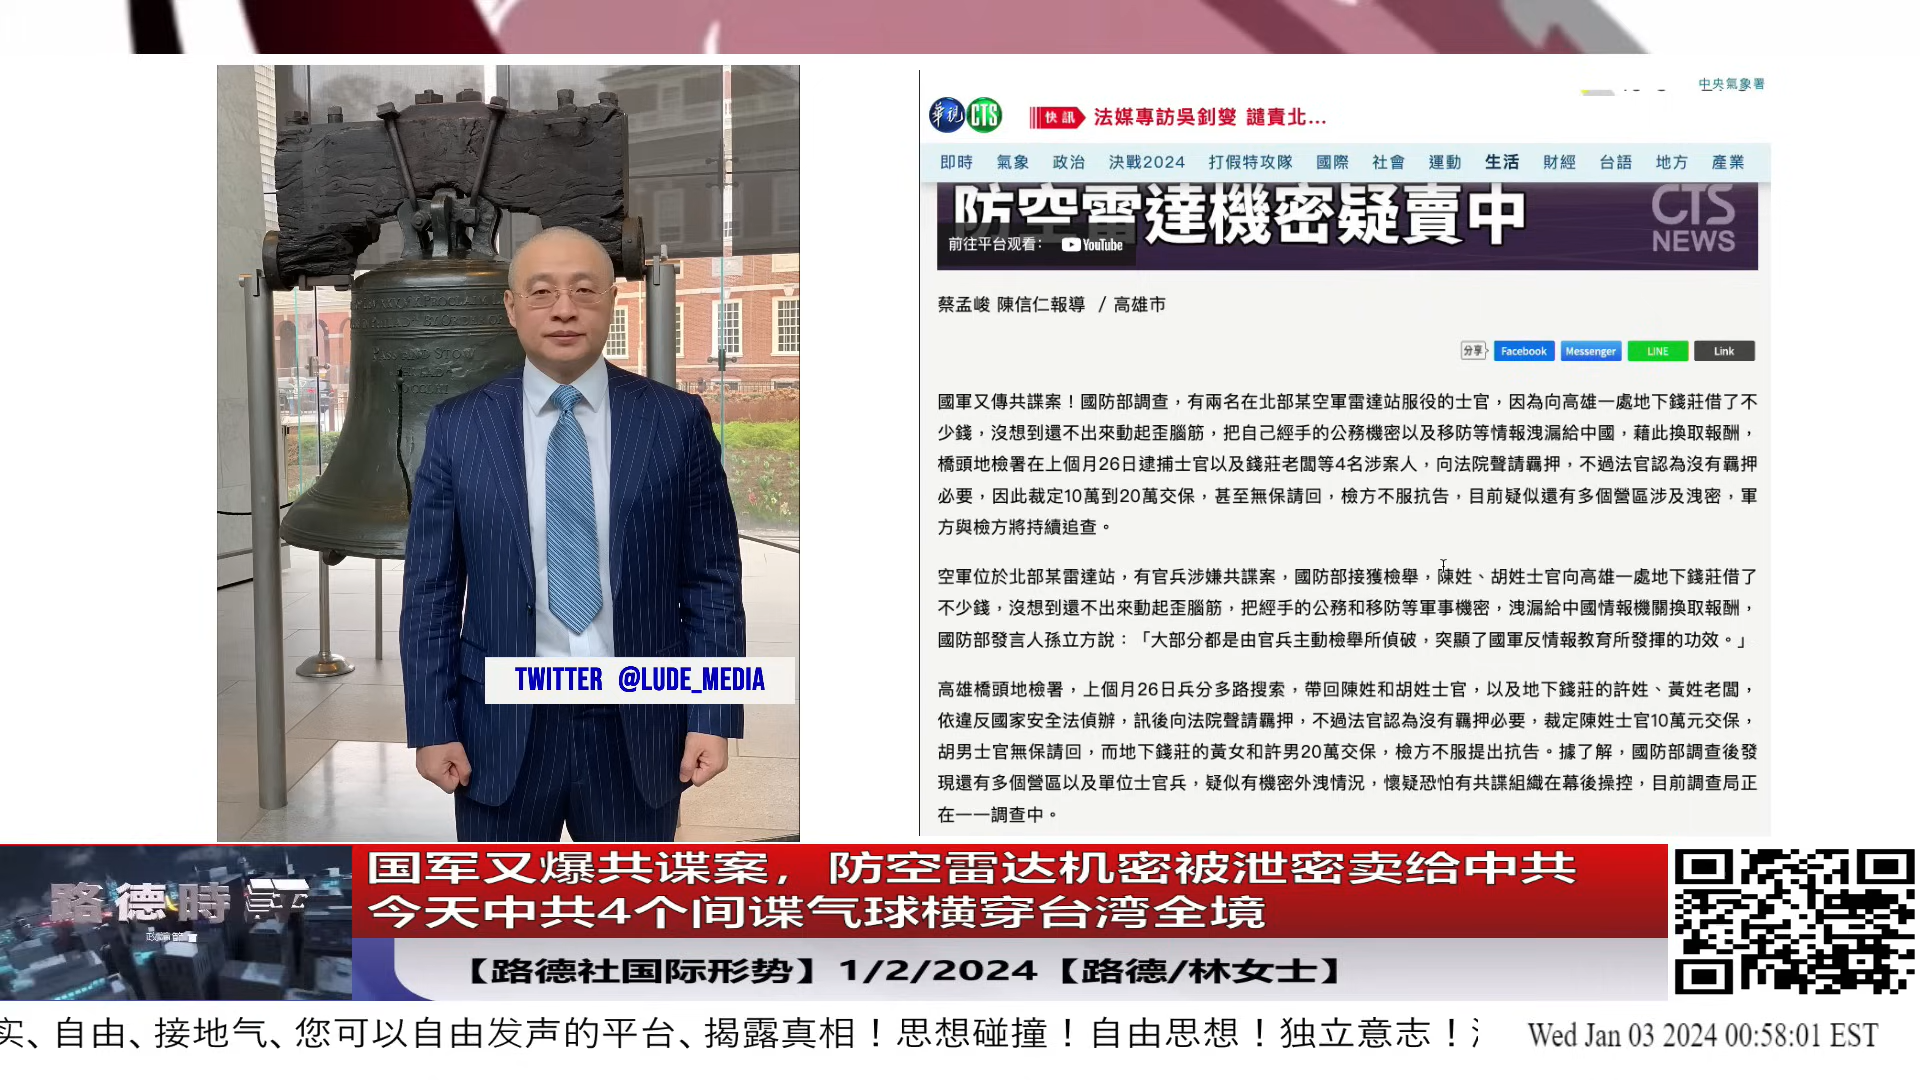 中央氣象署
華視 CTS
快訊 法媒專訪吳釗燮 譴責北...
即時 氣象 政治 決戰2024 打假特攻隊 國際 社會 運動 生活 財經 台語 地方 產業
防空雷達機密疑賣中
CTS
NEWS
前往平台观看： YouTube
蔡孟峻 陳信仁報導 / 高雄市
分享 Facebook Messenger LINE Link
國軍又傳共諜案！國防部調查，有兩名在北部某空軍雷達站服役的士官，因為向高雄一處地下錢莊借了不
少錢，沒想到還不出來動起歪腦筋，把自己經手的公務機密以及移防等情報洩漏給中國，藉此換取報酬，
橋頭地檢署在上個月26日逮捕士官以及錢莊老闆等4名涉案人，向法院聲請羈押，不過法官認為沒有羈押
必要，因此裁定10萬到20萬交保，甚至無保請回，檢方不服抗告，目前疑似還有多個營區涉及洩密，軍
方與檢方將持續追查。
空軍位於北部某雷達站，有官兵涉嫌共諜案，國防部接獲檢舉，陳姓、胡姓士官向高雄一處地下錢莊借了
不少錢，沒想到還不出來動起歪腦筋，把經手的公務和移防等軍事機密，洩漏給中國情報機關換取報酬，
國防部發言人孫立方說：「大部分都是由官兵主動檢舉所偵破，突顯了國軍反情報教育所發揮的功效。」
高雄橋頭地檢署，上個月26日兵分多路搜索，帶回陳姓和胡姓士官，以及地下錢莊的許姓、黃姓老闆，
依違反國家安全法偵辦，訊後向法院聲請羈押，不過法官認為沒有羈押必要，裁定陳姓士官10萬元交保，
胡男士官無保請回，而地下錢莊的黃女和許男20萬交保，檢方不服提出抗告。據了解，國防部調查後發
現還有多個營區以及單位士官兵，疑似有機密外洩情況，懷疑恐怕有共諜組織在幕後操控，目前調查局正
在一一調查中。
PASS AND STOW
TWITTER @LUDE_MEDIA
路德時評
国军又爆共谍案，防空雷达机密被泄密卖给中共
今天中共4个间谍气球横穿台湾全境
【路德社国际形势】1/2/2024【路德/林女士】
实、自由、接地气、您可以自由发声的平台、揭露真相！思想碰撞！自由思想！独立意志！
Wed Jan 03 2024 00:58:01 EST